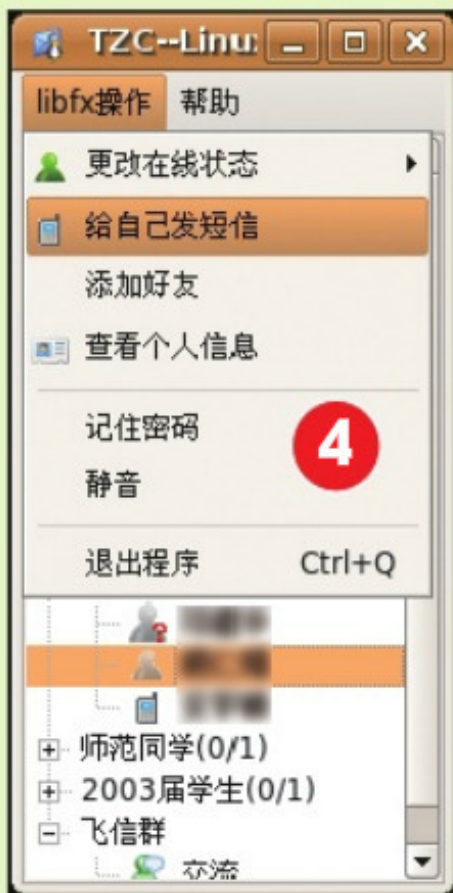 TZC--Linu
libfx操作 帮助
更改在线状态
给自己发短信
添加好友
查看个人信息
记住密码
4
静音
退出程序 Ctrl+Q
师范同学(0/1)
2003届学生(0/1)
飞信群
交流